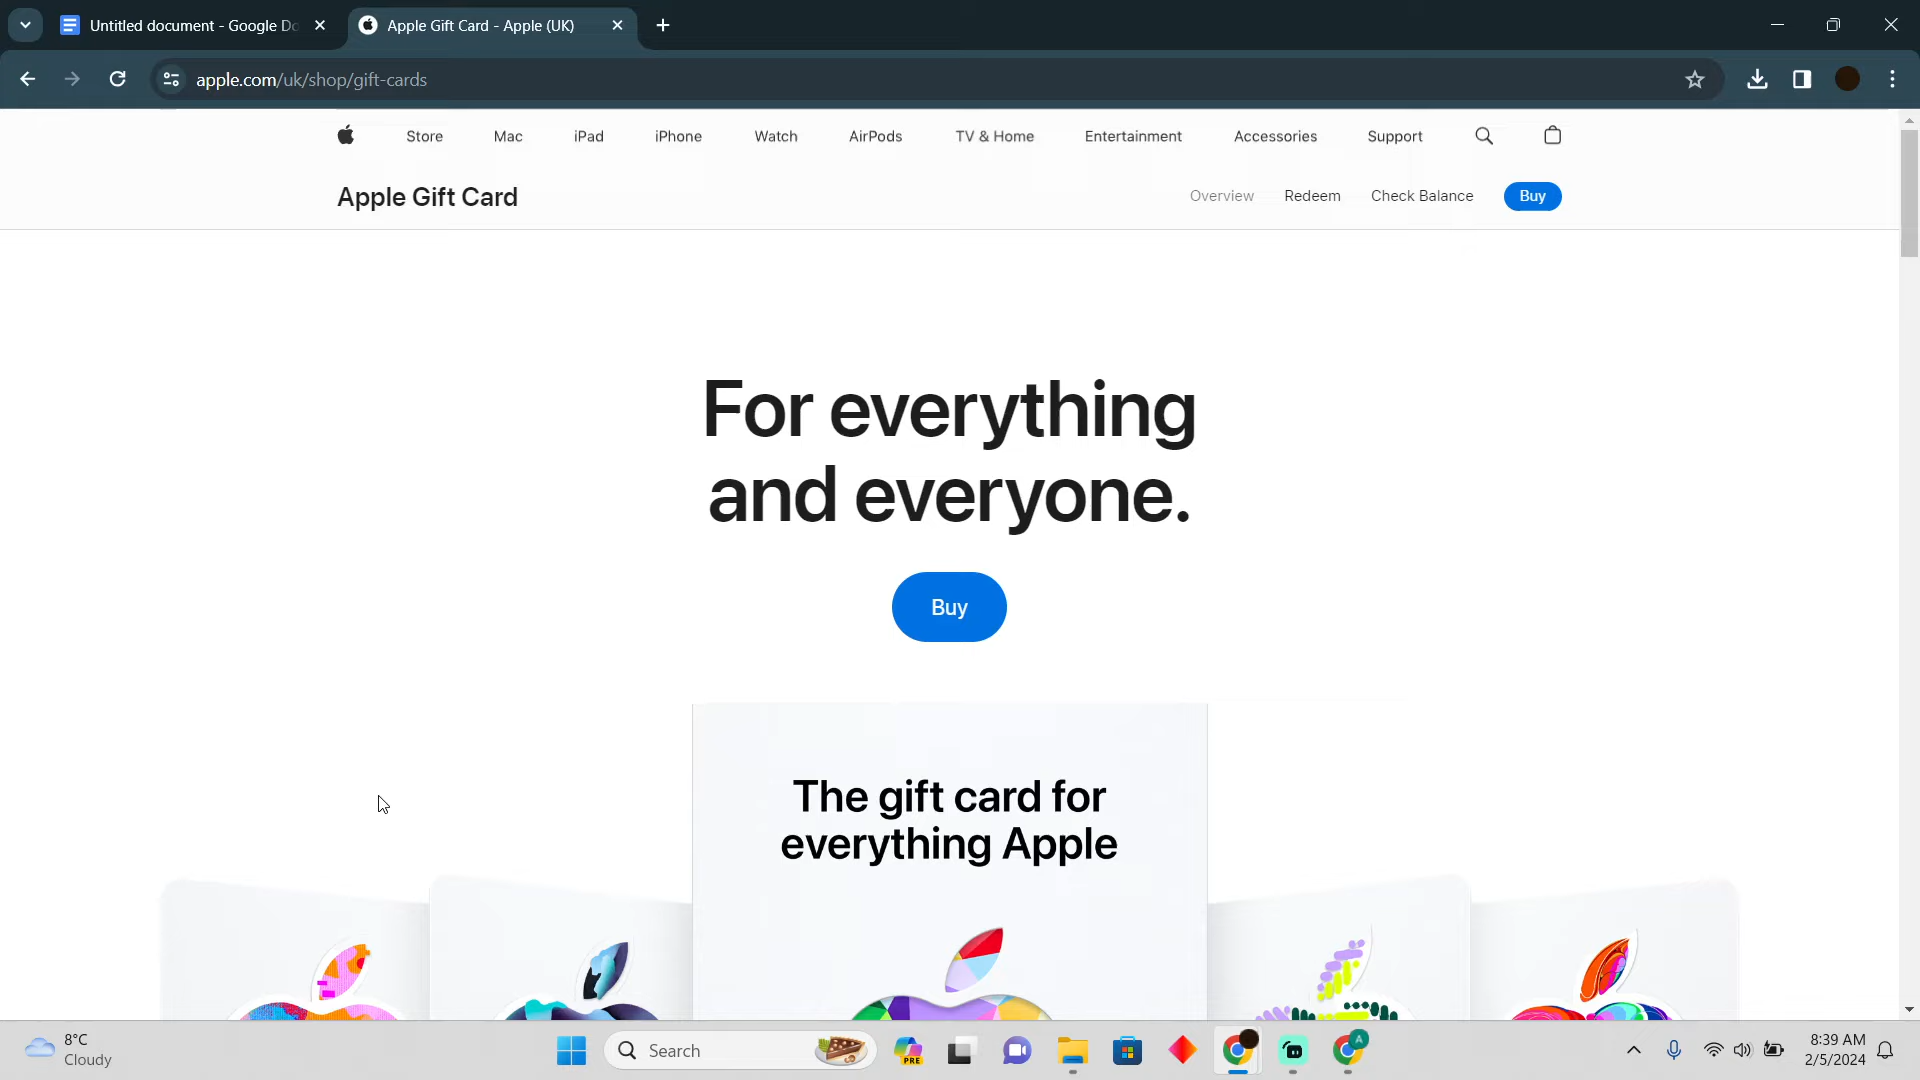 Untitled document - Google Do
Apple Gift Card - Apple (UK)
apple.com/uk/shop/gift-cards
Store Mac iPad iPhone Watch AirPods TV & Home Entertainment Accessories Support
Apple Gift Card
Overview Redeem Check Balance Buy
For everything
and everyone.
Buy
The gift card for
everything Apple
8°C
Cloudy
Search
PRE
A
8:39 AM
2/5/2024